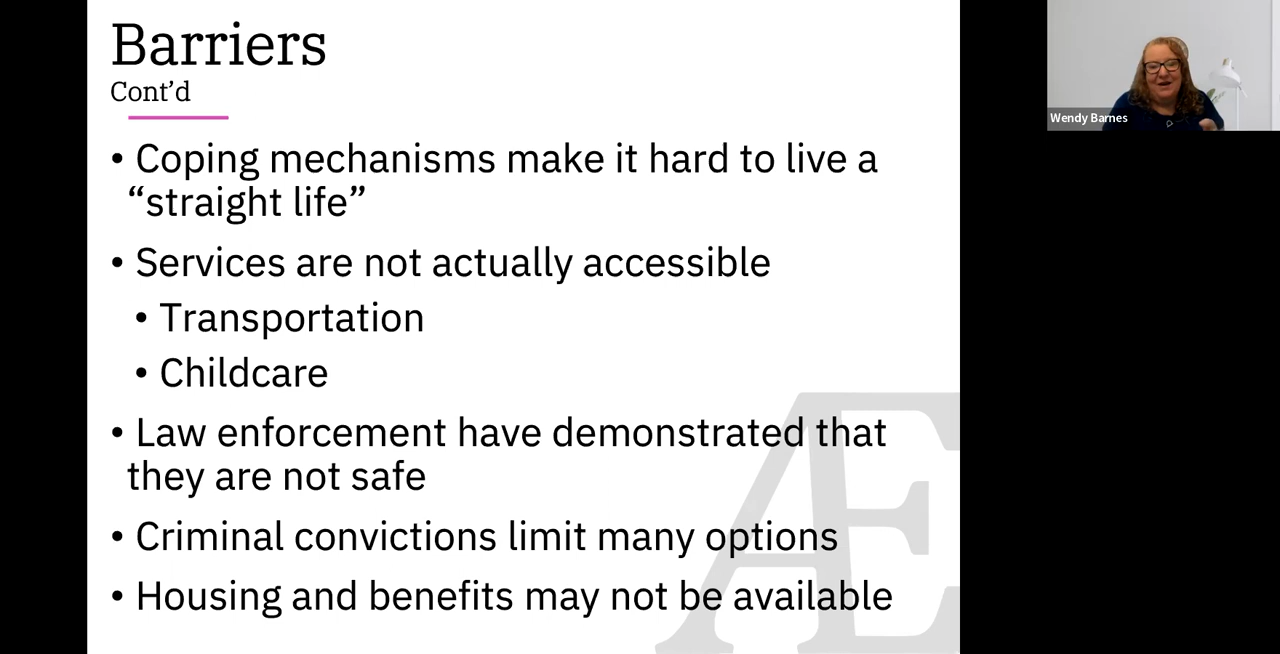 Barriers
Cont’d
• Coping mechanisms make it hard to live a
“straight life”
• Services are not actually accessible
• Transportation
• Childcare
• Law enforcement have demonstrated that
they are not safe
• Criminal convictions limit many options
• Housing and benefits may not be available
Æ
Wendy Barnes